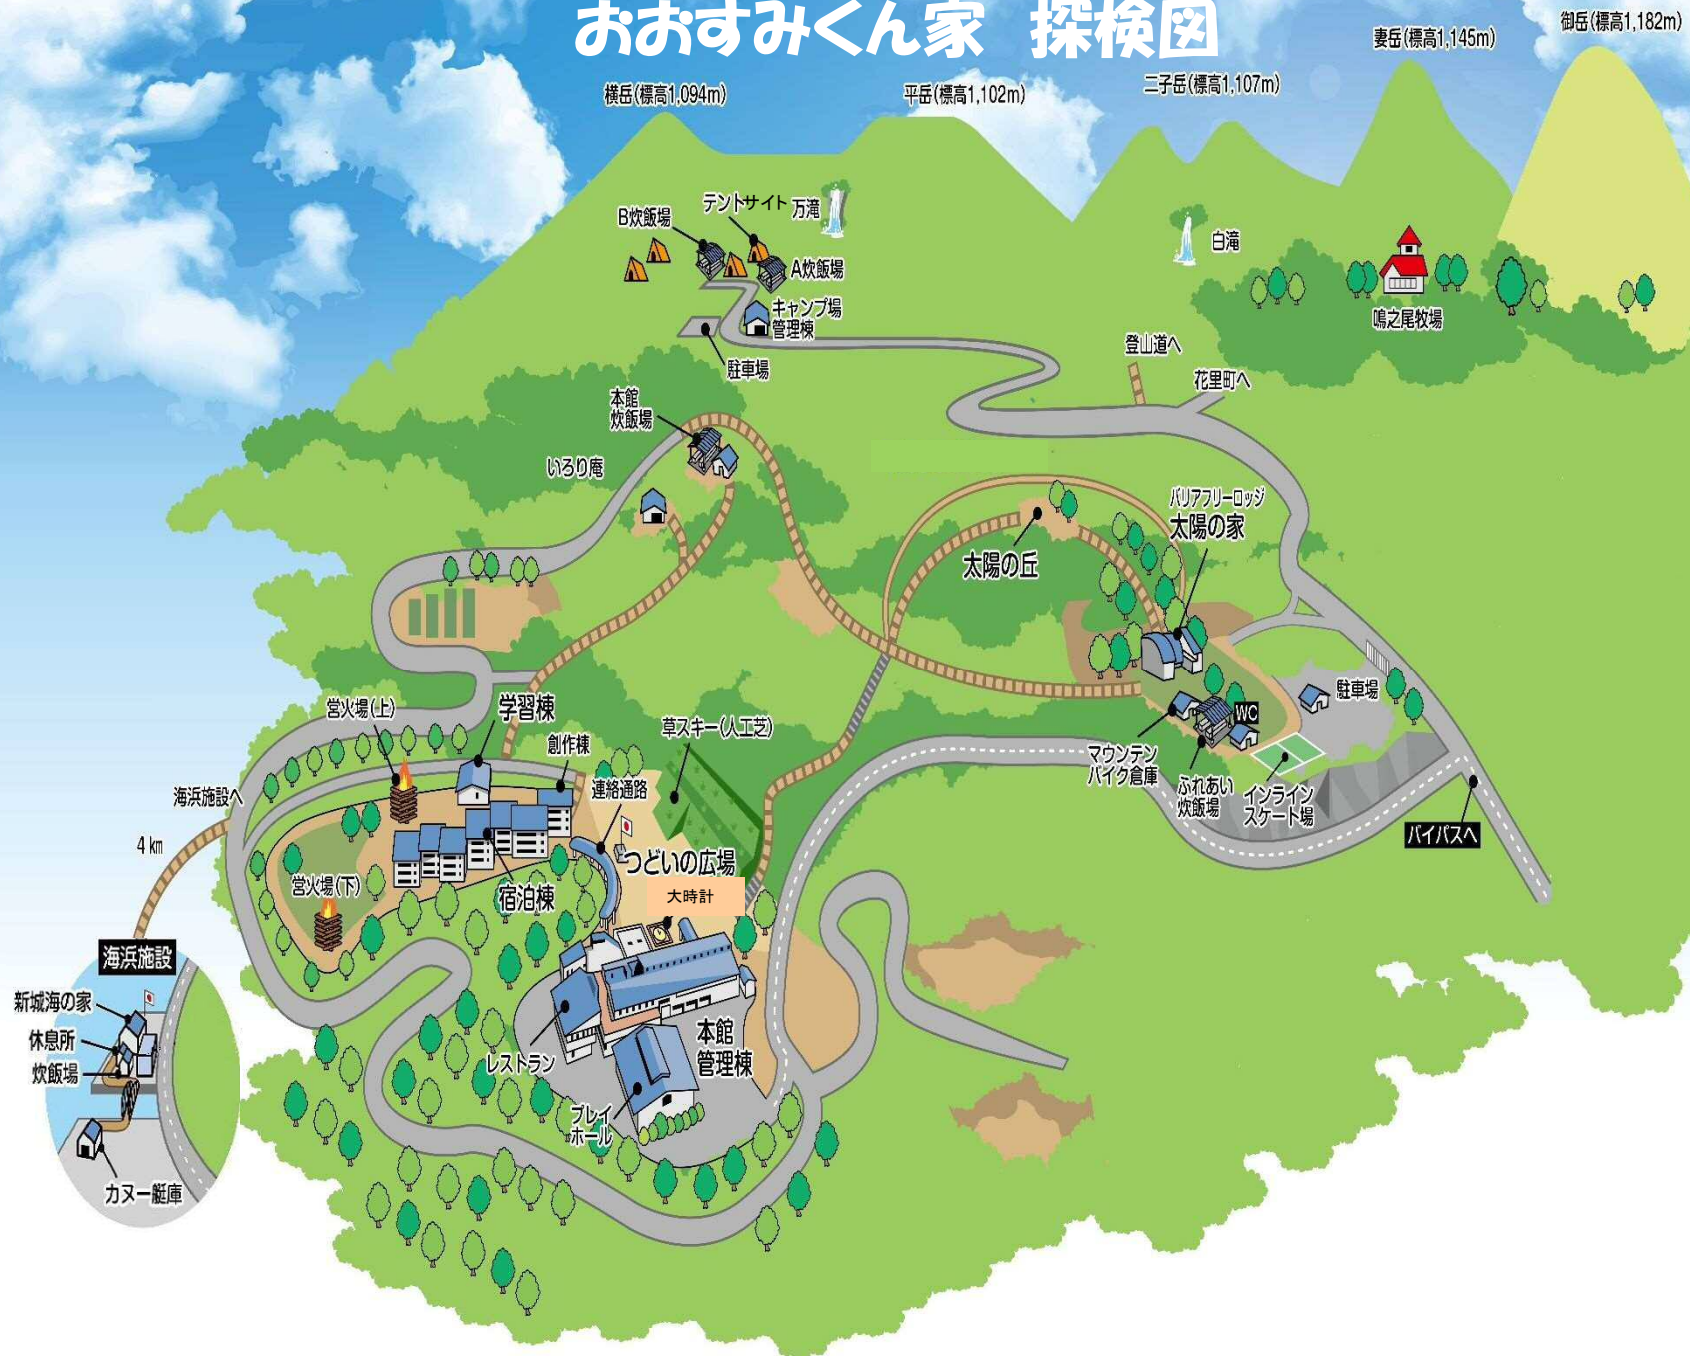 おおすみくん家 探検図
御岳(標高1,182m)
妻岳(標高1,145m)
二子岳(標高1,107m)
平岳(標高1,102m)
横岳(標高1,094m)
テントサイト
万滝
B炊飯場
白滝
A炊飯場
キャンプ場
管理棟
鳴之尾牧場
駐車場
登山道へ
花里町へ
本館
炊飯場
いろり庵
バリアフリーロッジ
太陽の家
太陽の丘
駐車場
WC
学習棟
営火場(上)
草スキー(人工芝)
創作棟
マウンテン
バイク倉庫
ふれあい
炊飯場
インライン
スケート場
連絡通路
海浜施設へ
4㎞
バイパスへ
つどいの広場
大時計
営火場(下)
宿泊棟
海浜施設
新城海の家
休息所
炊飯場
カヌー艇庫
レストラン
本館
管理棟
プレイ
ホール